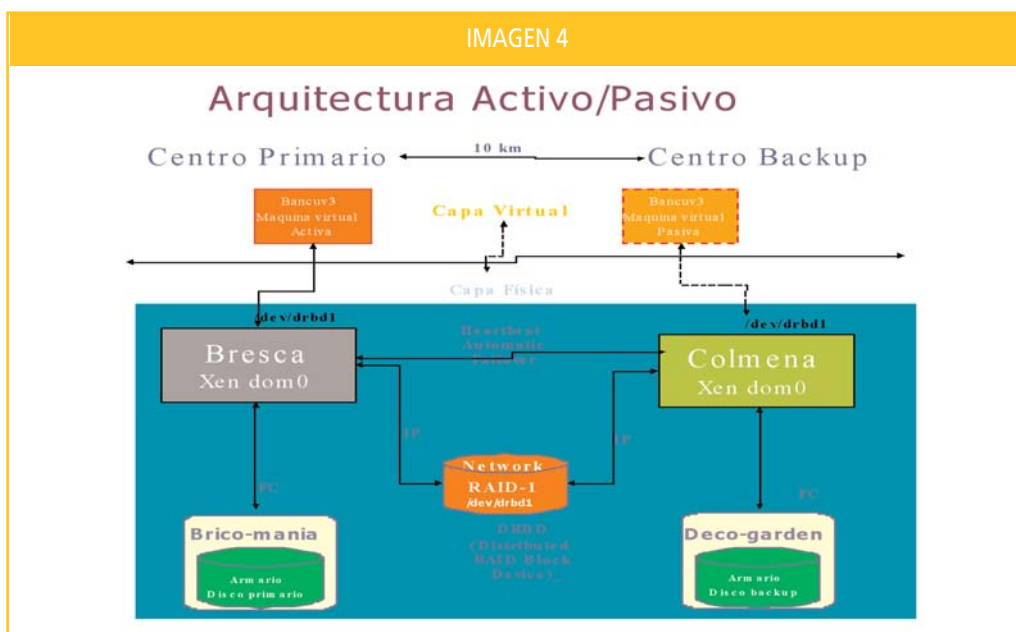 IMAGEN 4
Arquitectura Activo/Pasivo
Centro Primario
10 km
Centro Backup
Bancuv3
Maquina virtual
Activa
Capa Virtual
Bancuv3
Maquina virtual
Pasiva
Capa Física
/dev/drbd1
/dev/drbd1
Heartbeat
Automatic
Failover
Bresca
Xen dom0
Colmena
Xen dom0
IP
IP
Network
RAID-1
/dev/drbd1
FC
FC
DRBD
(Distributed
RAID Block
Device)_
Brico-mania
Armario
Disco primario
Deco-garden
Armario
Disco backup